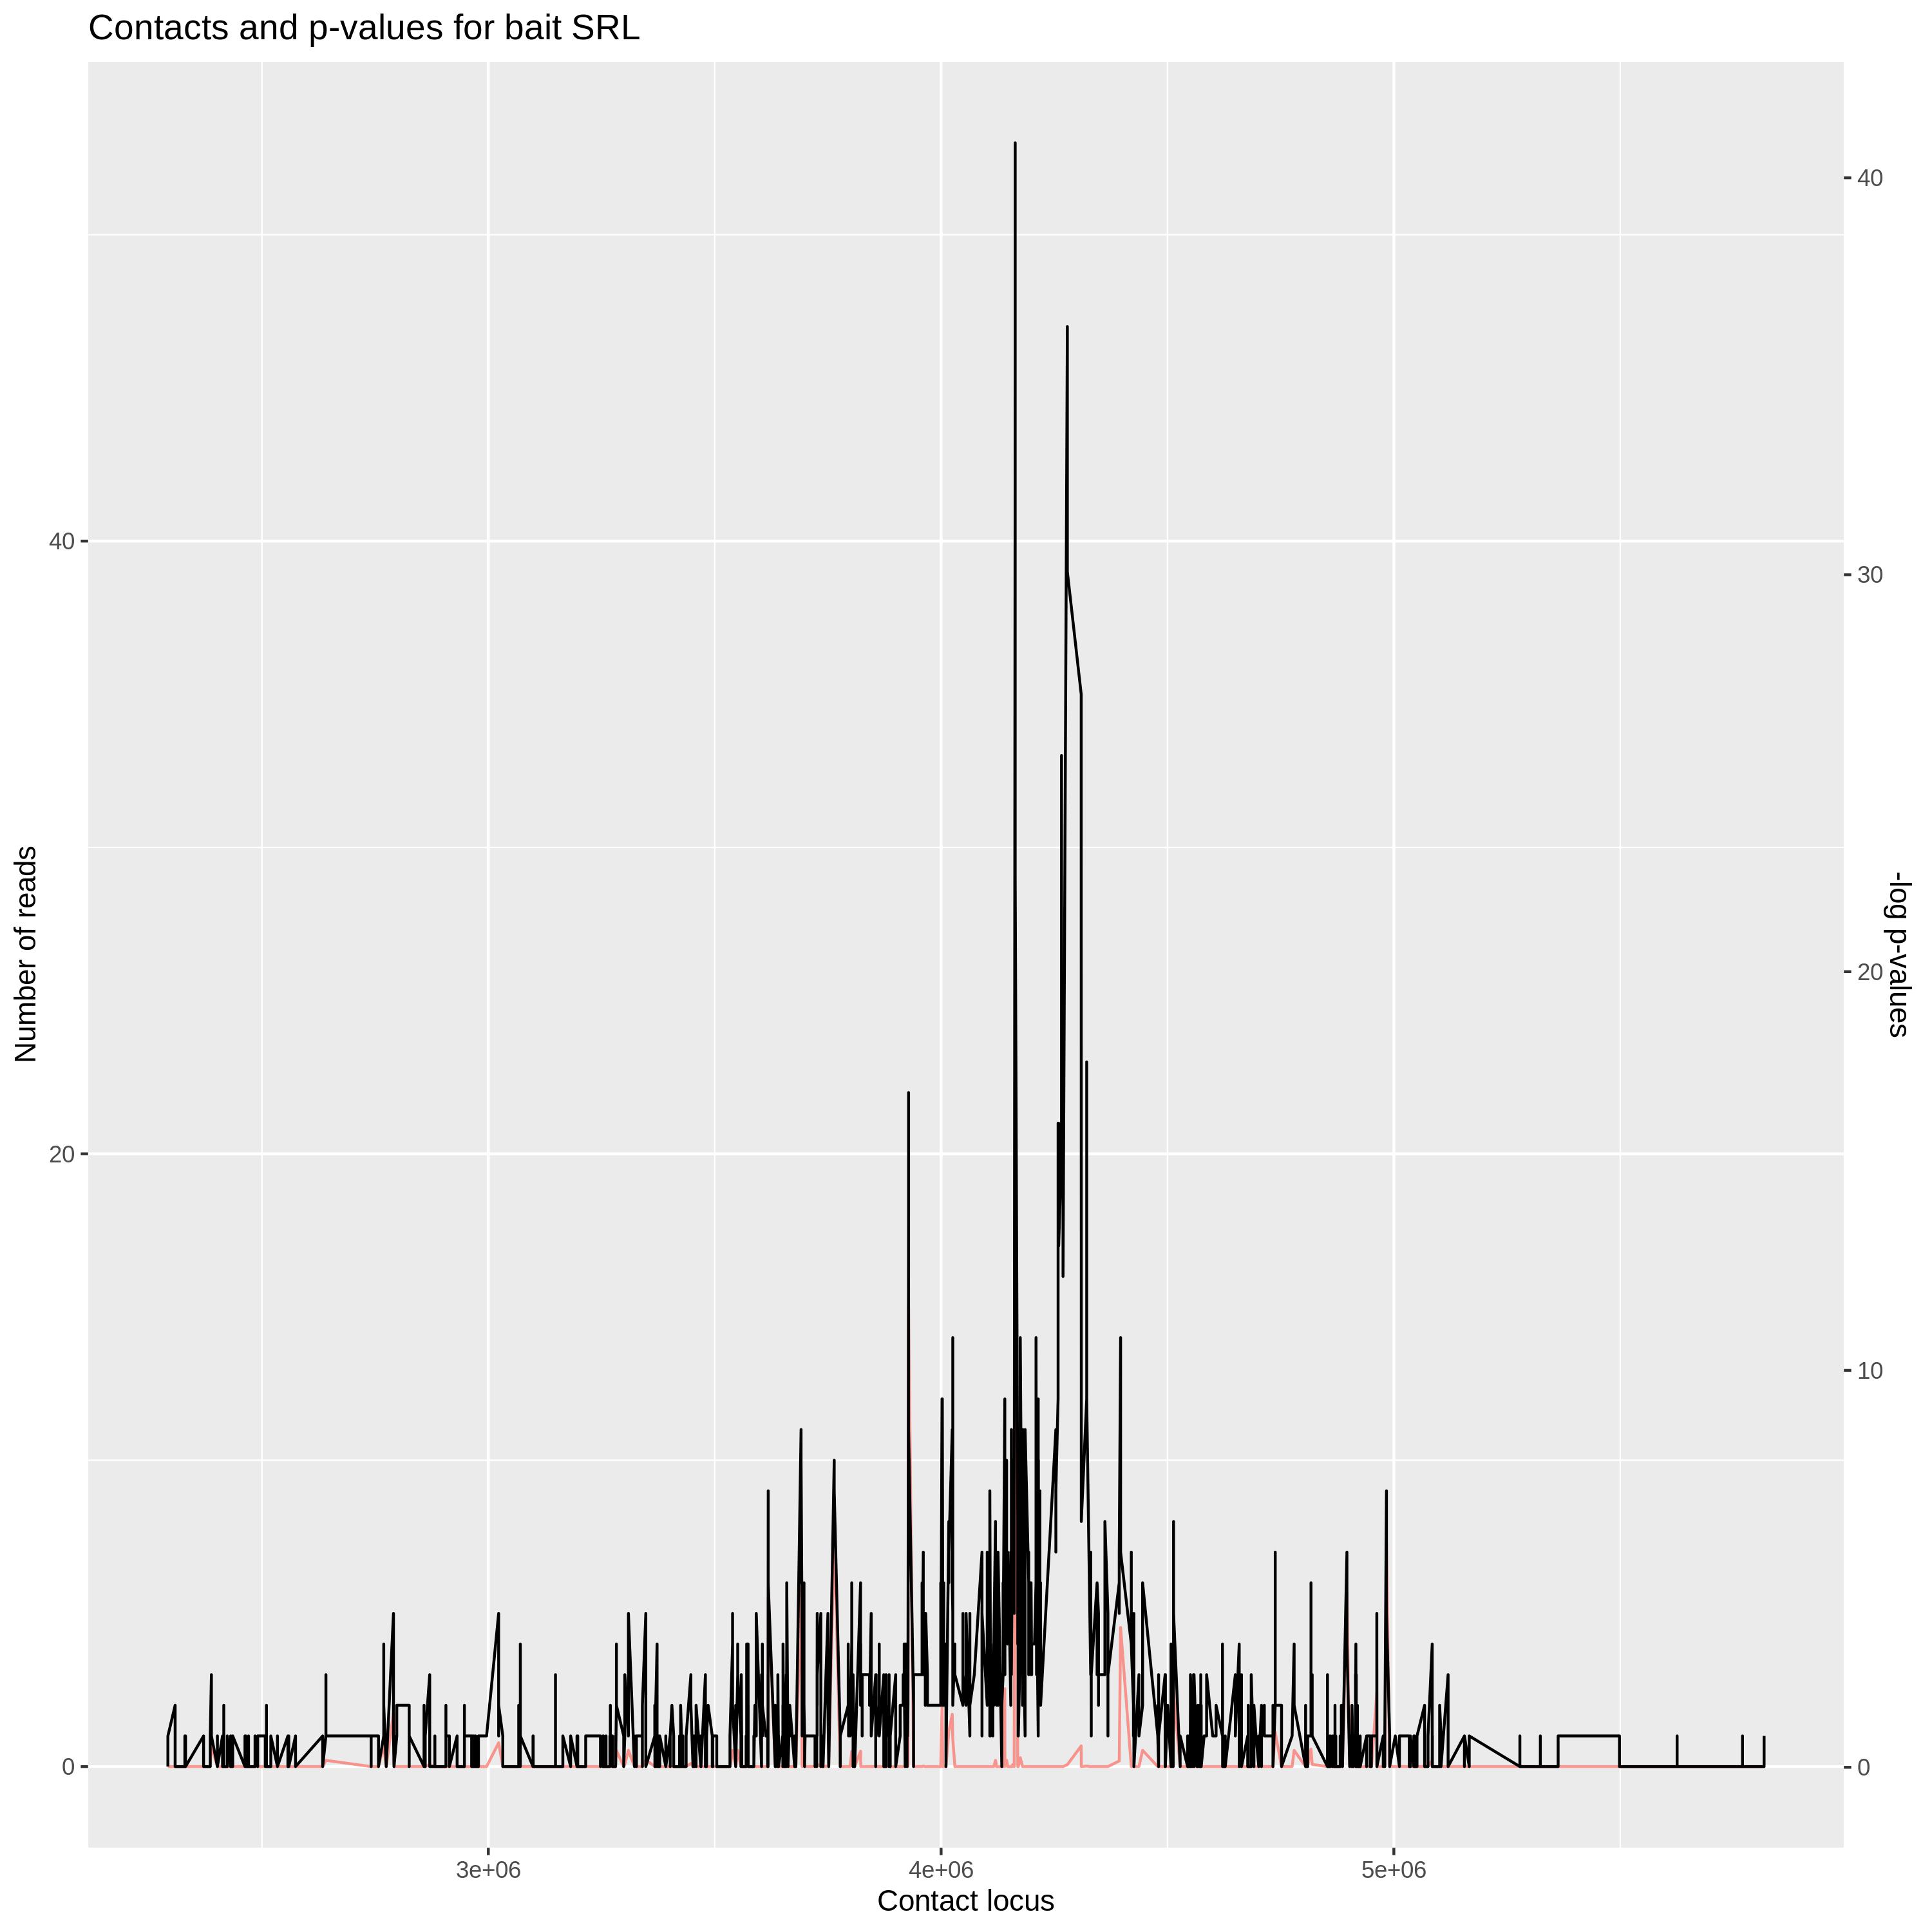 Contacts and p-values for bait SRL
Number of reads
40
20
0
40
30
20
10
0
-log p-values
3e+06
4e+06
5e+06
Contact locus